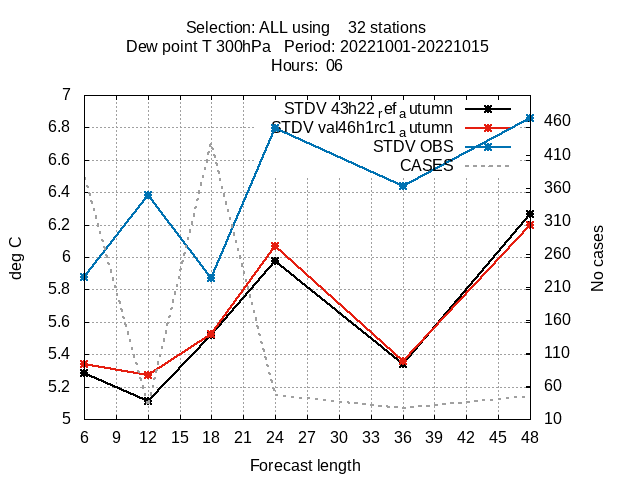 Selection: ALL using 32 stations
Dew point T 300hPa Period: 20221001-20221015
Hours: 06
STDV 43h22refautumn
STDV val46h1rc1autumn
STDV OBS
CASES
7
6.8
6.6
6.4
6.2
6
5.8
5.6
5.4
5.2
5
deg C
460
410
360
310
260
210
160
110
60
10
No cases
6 9 12 15 18 21 24 27 30 33 36 39 42 45 48
Forecast length